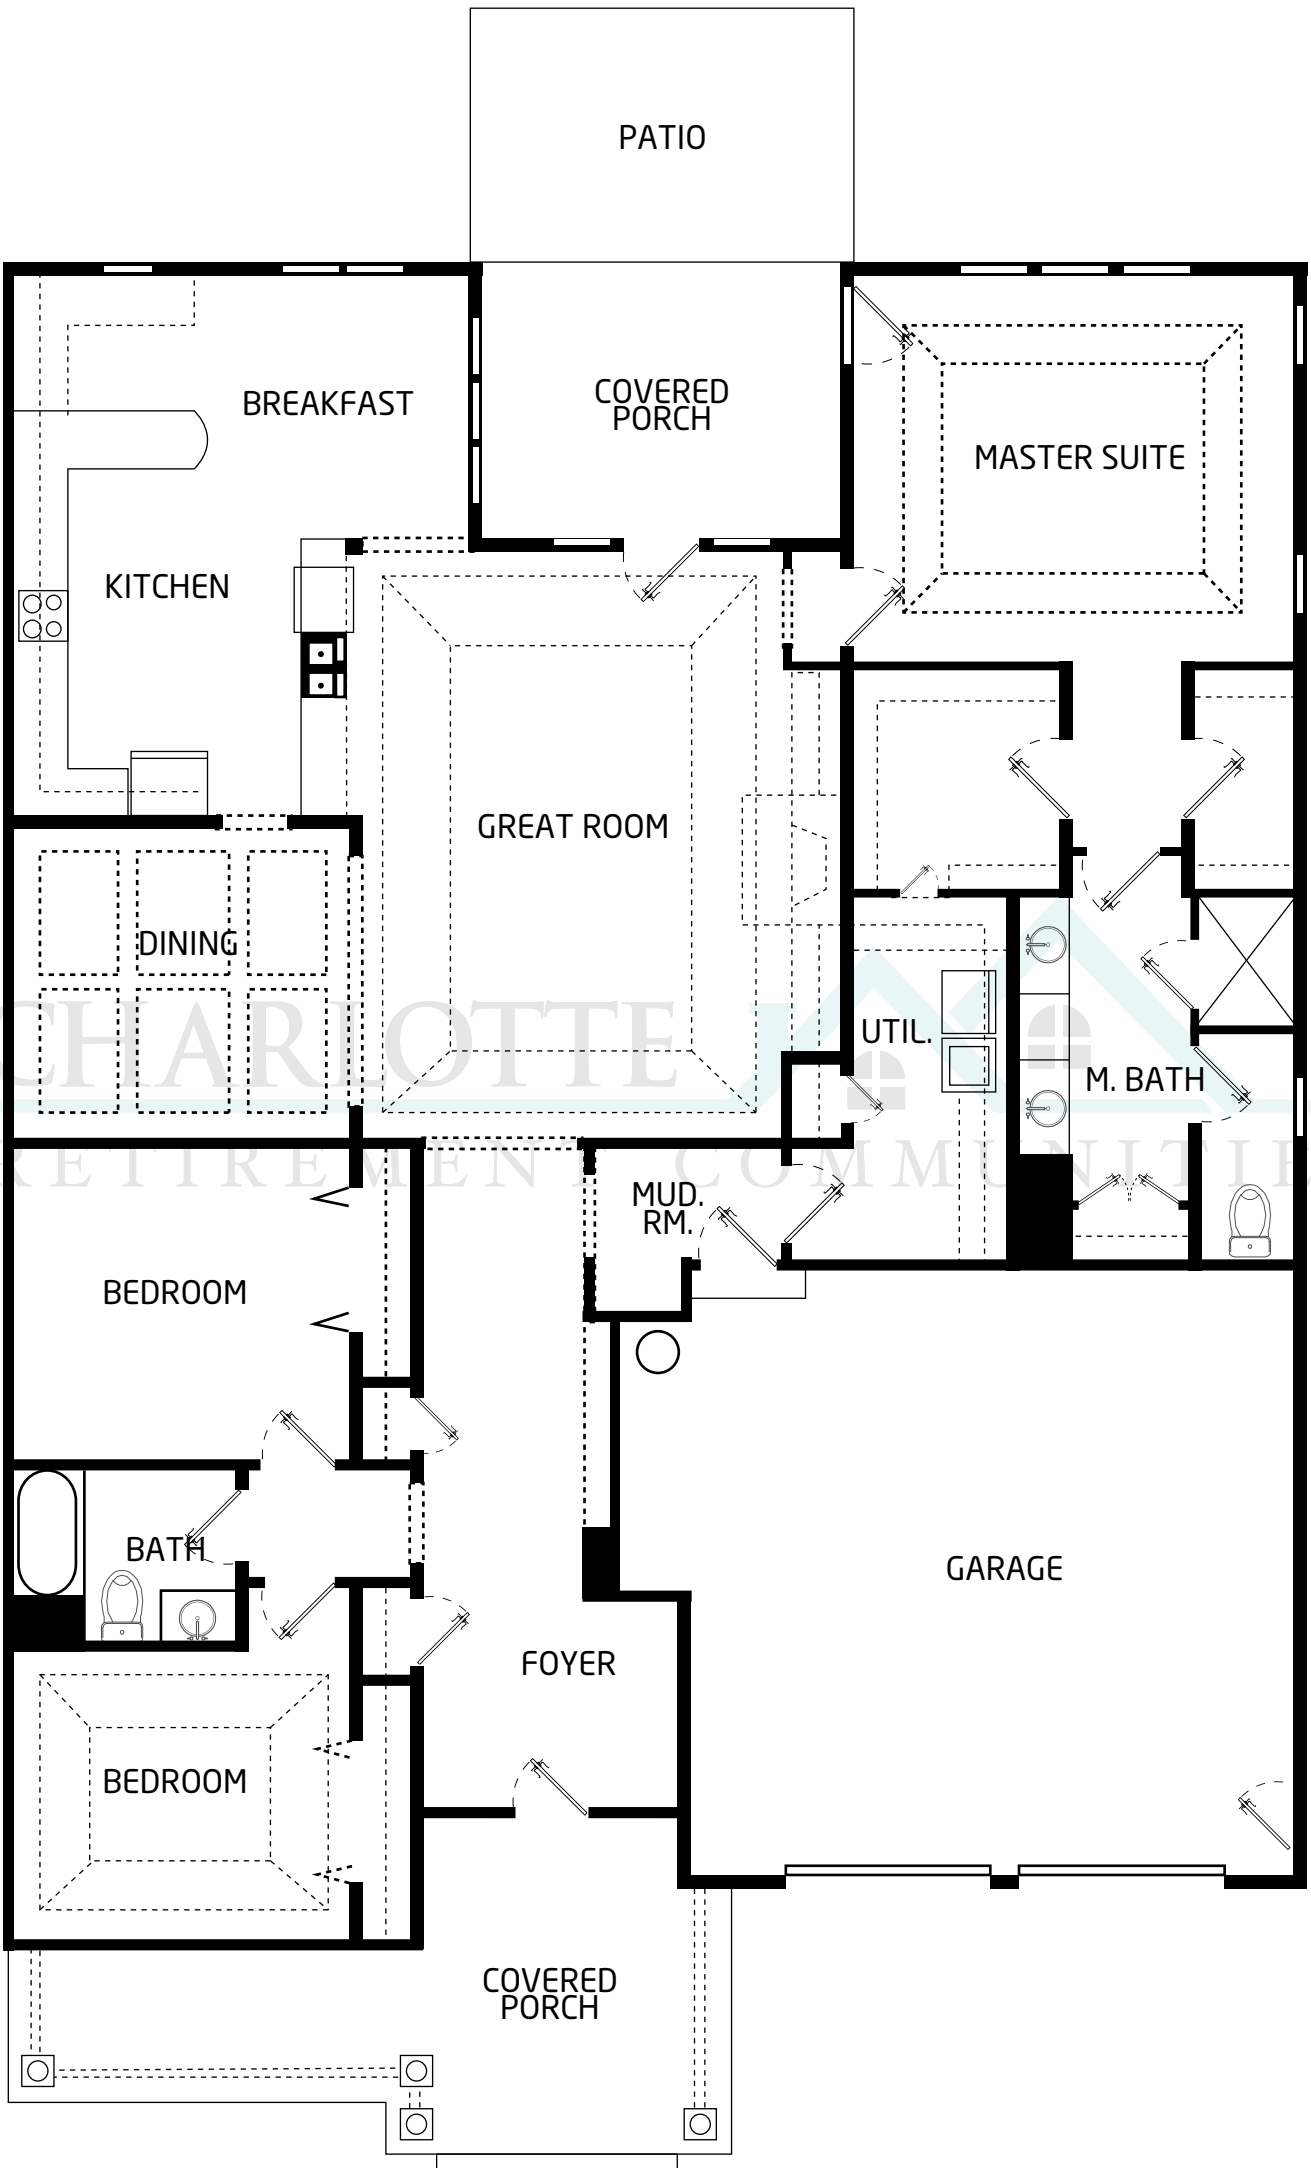 PATIO
BREAKFAST
COVERED
PORCH
MASTER SUITE
KITCHEN
GREAT ROOM
DINING
CHARLOTTE
UTIL.
M. BATH
RETIREMENT COMMUNITIE
MUD.
RM.
BEDROOM
BATH
GARAGE
FOYER
BEDROOM
COVERED
PORCH